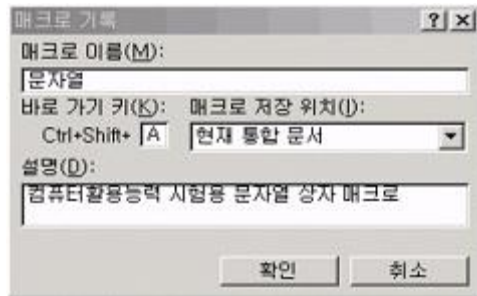 매크로 기록 ? ×
매크로 이름(M):
문자열
바로 가기 키(K): 매크로 저장 위치(I):
Ctrl+Shift+ A 현재 통합 문서
설명(D):
컴퓨터활용능력 시험용 문자열 상자 매크로
확인 취소